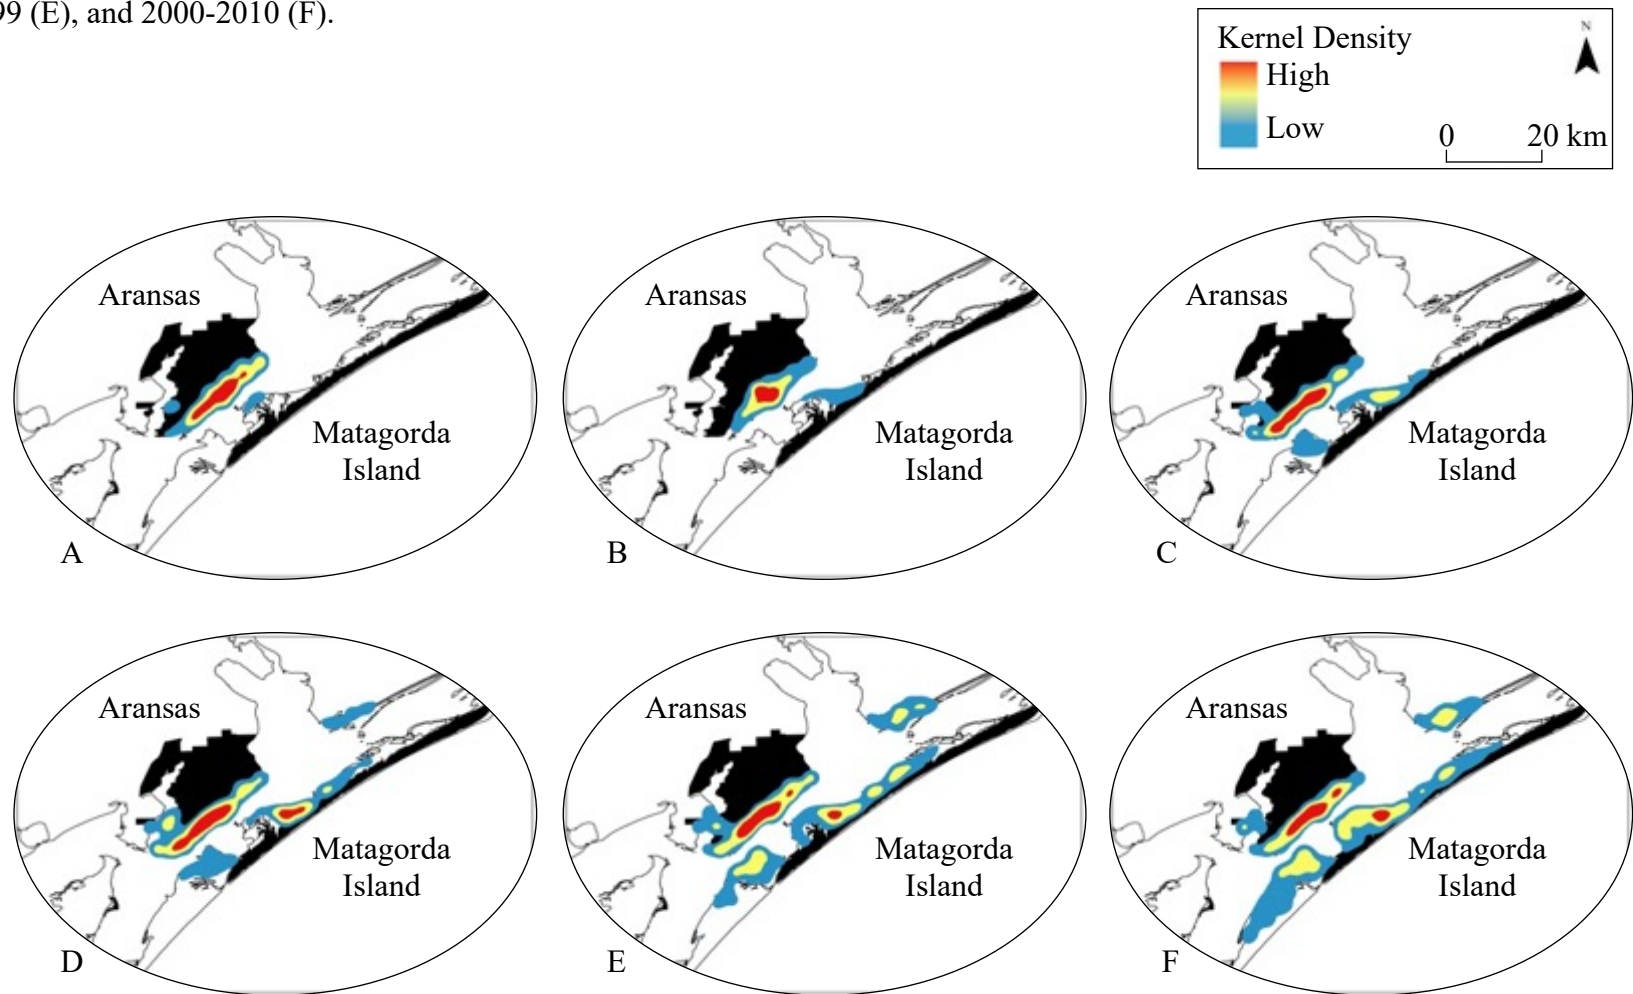 99 (E), and 2000-2010 (F).
Kernel Density
High
Low
N
0 20 km
Aransas
Matagorda
Island
A
Aransas
Matagorda
Island
B
Aransas
Matagorda
Island
C
Aransas
Matagorda
Island
D
Aransas
Matagorda
Island
E
Aransas
Matagorda
Island
F